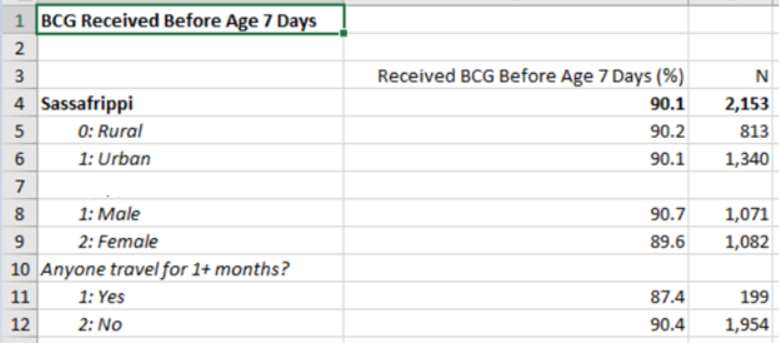 1 BCG Received Before Age 7 Days
2
3 Received BCG Before Age 7 Days (%) N
4 Sassafrippi 90.1 2,153
5 0: Rural 90.2 813
6 1: Urban 90.1 1,340
7
8 1: Male 90.7 1,071
9 2: Female 89.6 1,082
10 Anyone travel for 1+ months?
11 1: Yes 87.4 199
12 2: No 90.4 1,954